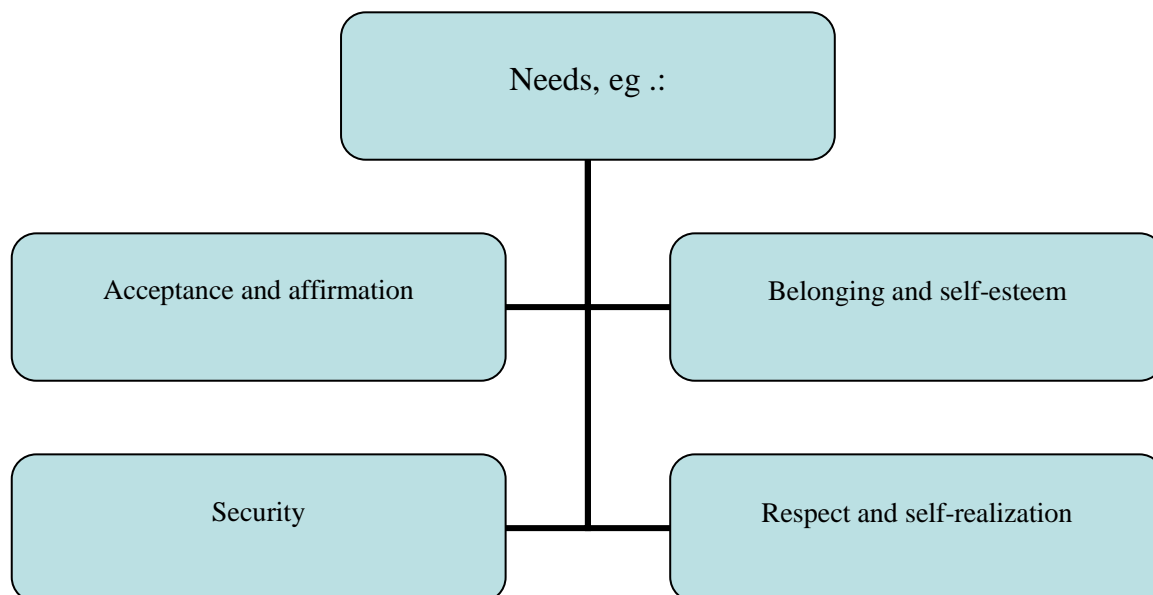 Needs, eg .:
Acceptance and affirmation
Belonging and self-esteem
Security
Respect and self-realization